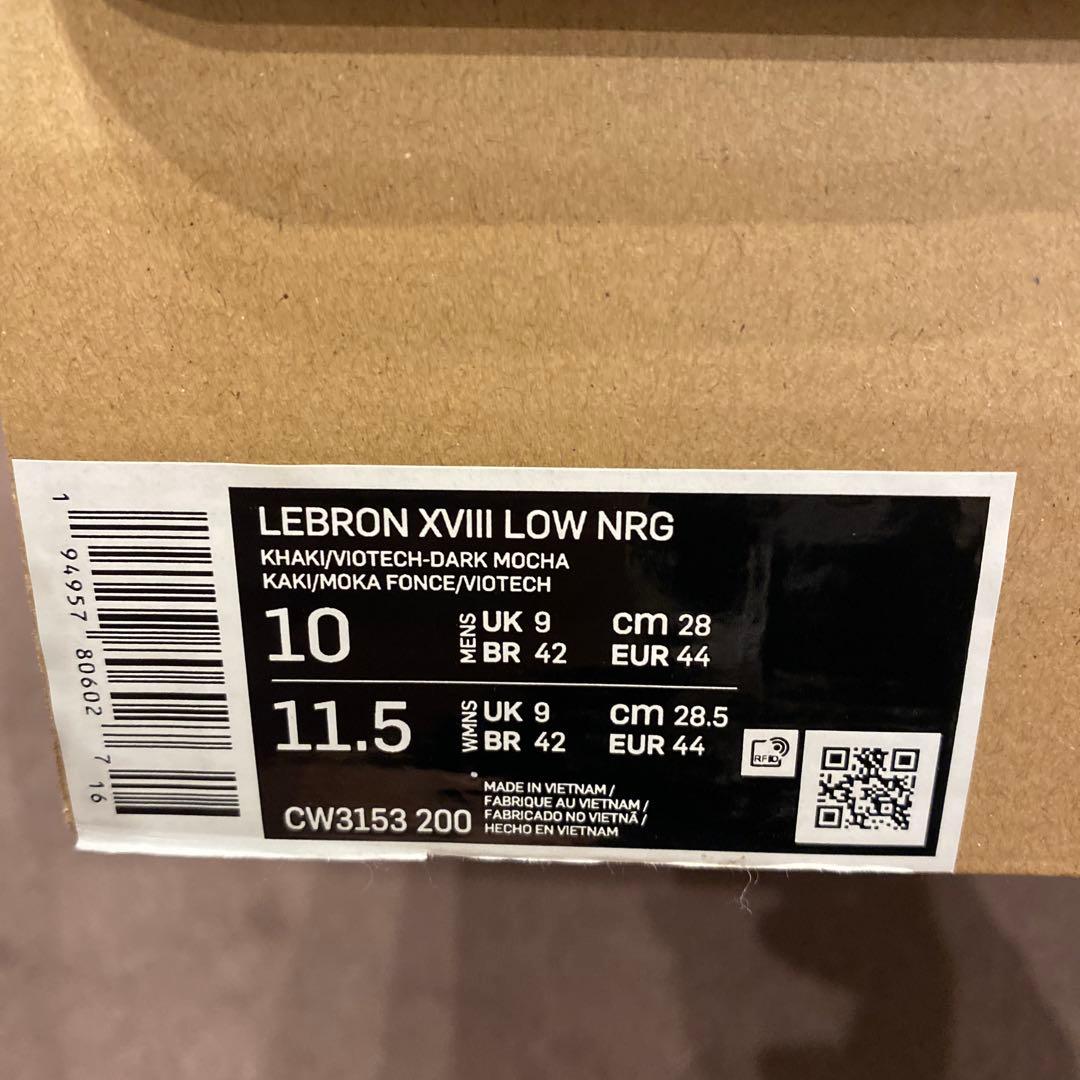 LEBRON XVIII LOW NRG
KHAKI/VIOTECH-DARK MOCHA
KAKI/MOKA FONCE/VIOTECH
10 MENS UK 9 cm 28
BR 42 EUR 44
11.5 WMNS UK 9 cm 28.5
BR 42 EUR 44
RFID
CW3153 200
MADE IN VIETNAM /
FABRIQUE AU VIETNAM /
FABRICADO NO VIETNÃ /
HECHO EN VIETNAM
1 94957 80602 7 16